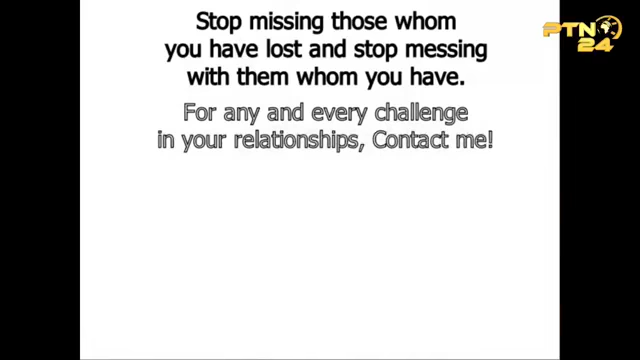 Stop missing those whom
you have lost and stop messing
with them whom you have.
For any and every challenge
in your relationships, Contact me!
PTN
24